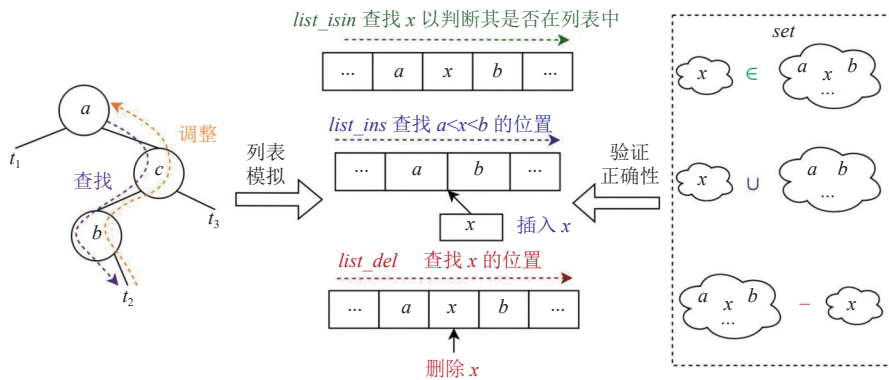 a
t1
c
t3
b
t2
查找
调整
列表
模拟
list_isin 查找 x 以判断其是否在列表中
... a x b ...
list_ins 查找 a<x<b 的位置
... a b ...
x
插入 x
list_del 查找 x 的位置
... a x b ...
删除 x
验证
正确性
set
x ∈ a x b ...
x ∪ a b ...
a x b ... − x